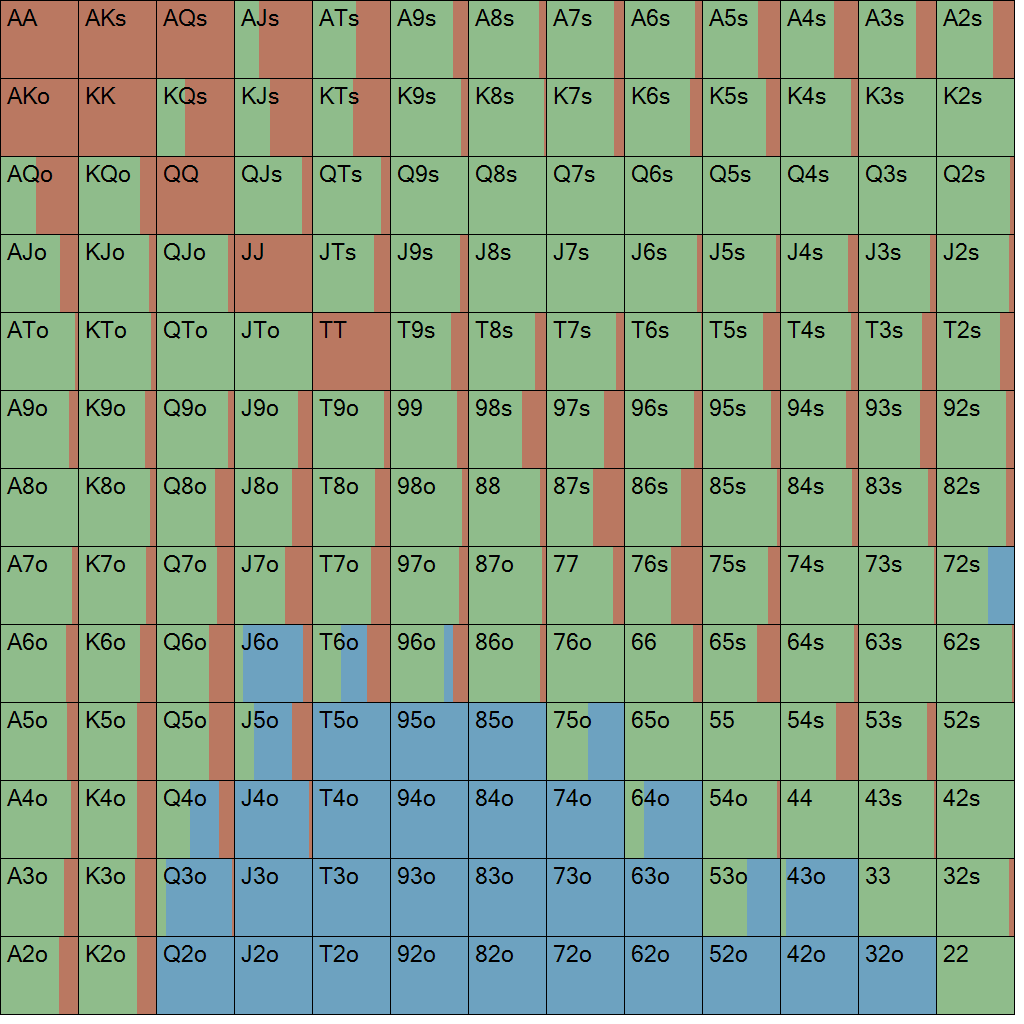 AA AKs AQs AJs ATs A9s A8s A7s A6s A5s A4s A3s A2s
AKo KK KQs KJs KTs K9s K8s K7s K6s K5s K4s K3s K2s
AQo KQo QQ QJs QTs Q9s Q8s Q7s Q6s Q5s Q4s Q3s Q2s
AJo KJo QJo JJ JTs J9s J8s J7s J6s J5s J4s J3s J2s
ATo KTo QTo JTo TT T9s T8s T7s T6s T5s T4s T3s T2s
A9o K9o Q9o J9o T9o 99 98s 97s 96s 95s 94s 93s 92s
A8o K8o Q8o J8o T8o 98o 88 87s 86s 85s 84s 83s 82s
A7o K7o Q7o J7o T7o 97o 87o 77 76s 75s 74s 73s 72s
A6o K6o Q6o J6o T6o 96o 86o 76o 66 65s 64s 63s 62s
A5o K5o Q5o J5o T5o 95o 85o 75o 65o 55 54s 53s 52s
A4o K4o Q4o J4o T4o 94o 84o 74o 64o 54o 44 43s 42s
A3o K3o Q3o J3o T3o 93o 83o 73o 63o 53o 43o 33 32s
A2o K2o Q2o J2o T2o 92o 82o 72o 62o 52o 42o 32o 22